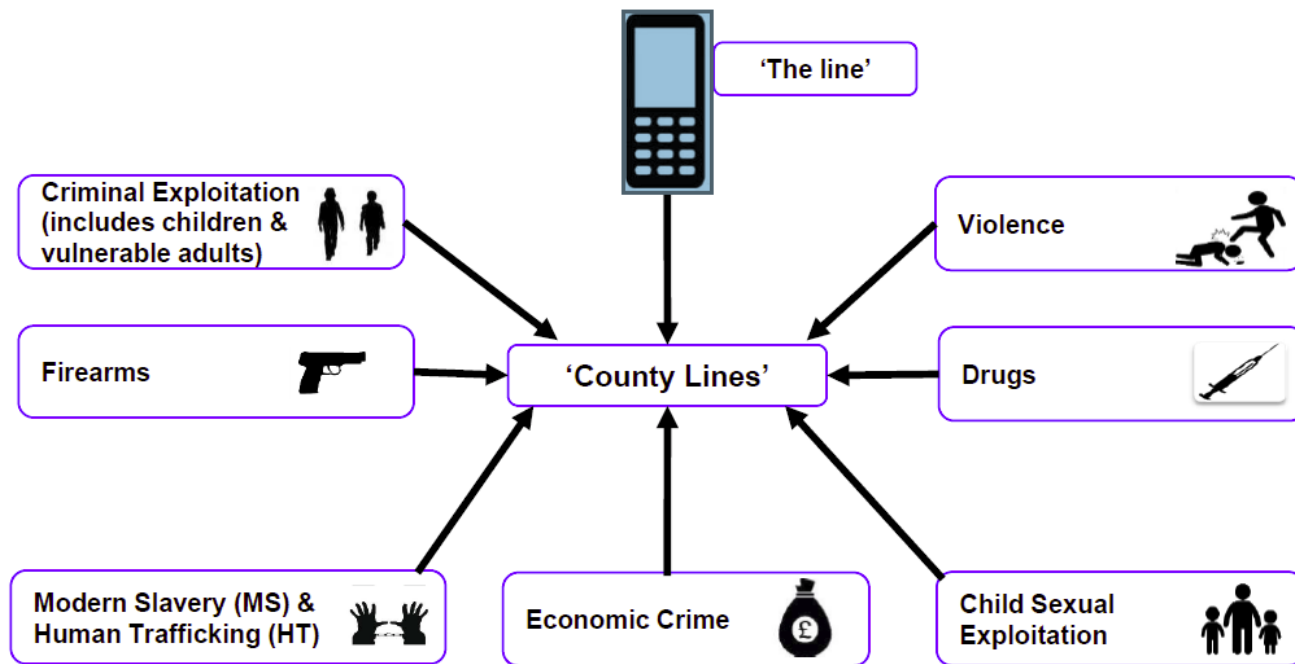 ‘The line’
Criminal Exploitation
(includes children &
vulnerable adults)
Violence
Firearms
‘County Lines’
Drugs
Modern Slavery (MS) &
Human Trafficking (HT)
Economic Crime
£
Child Sexual
Exploitation